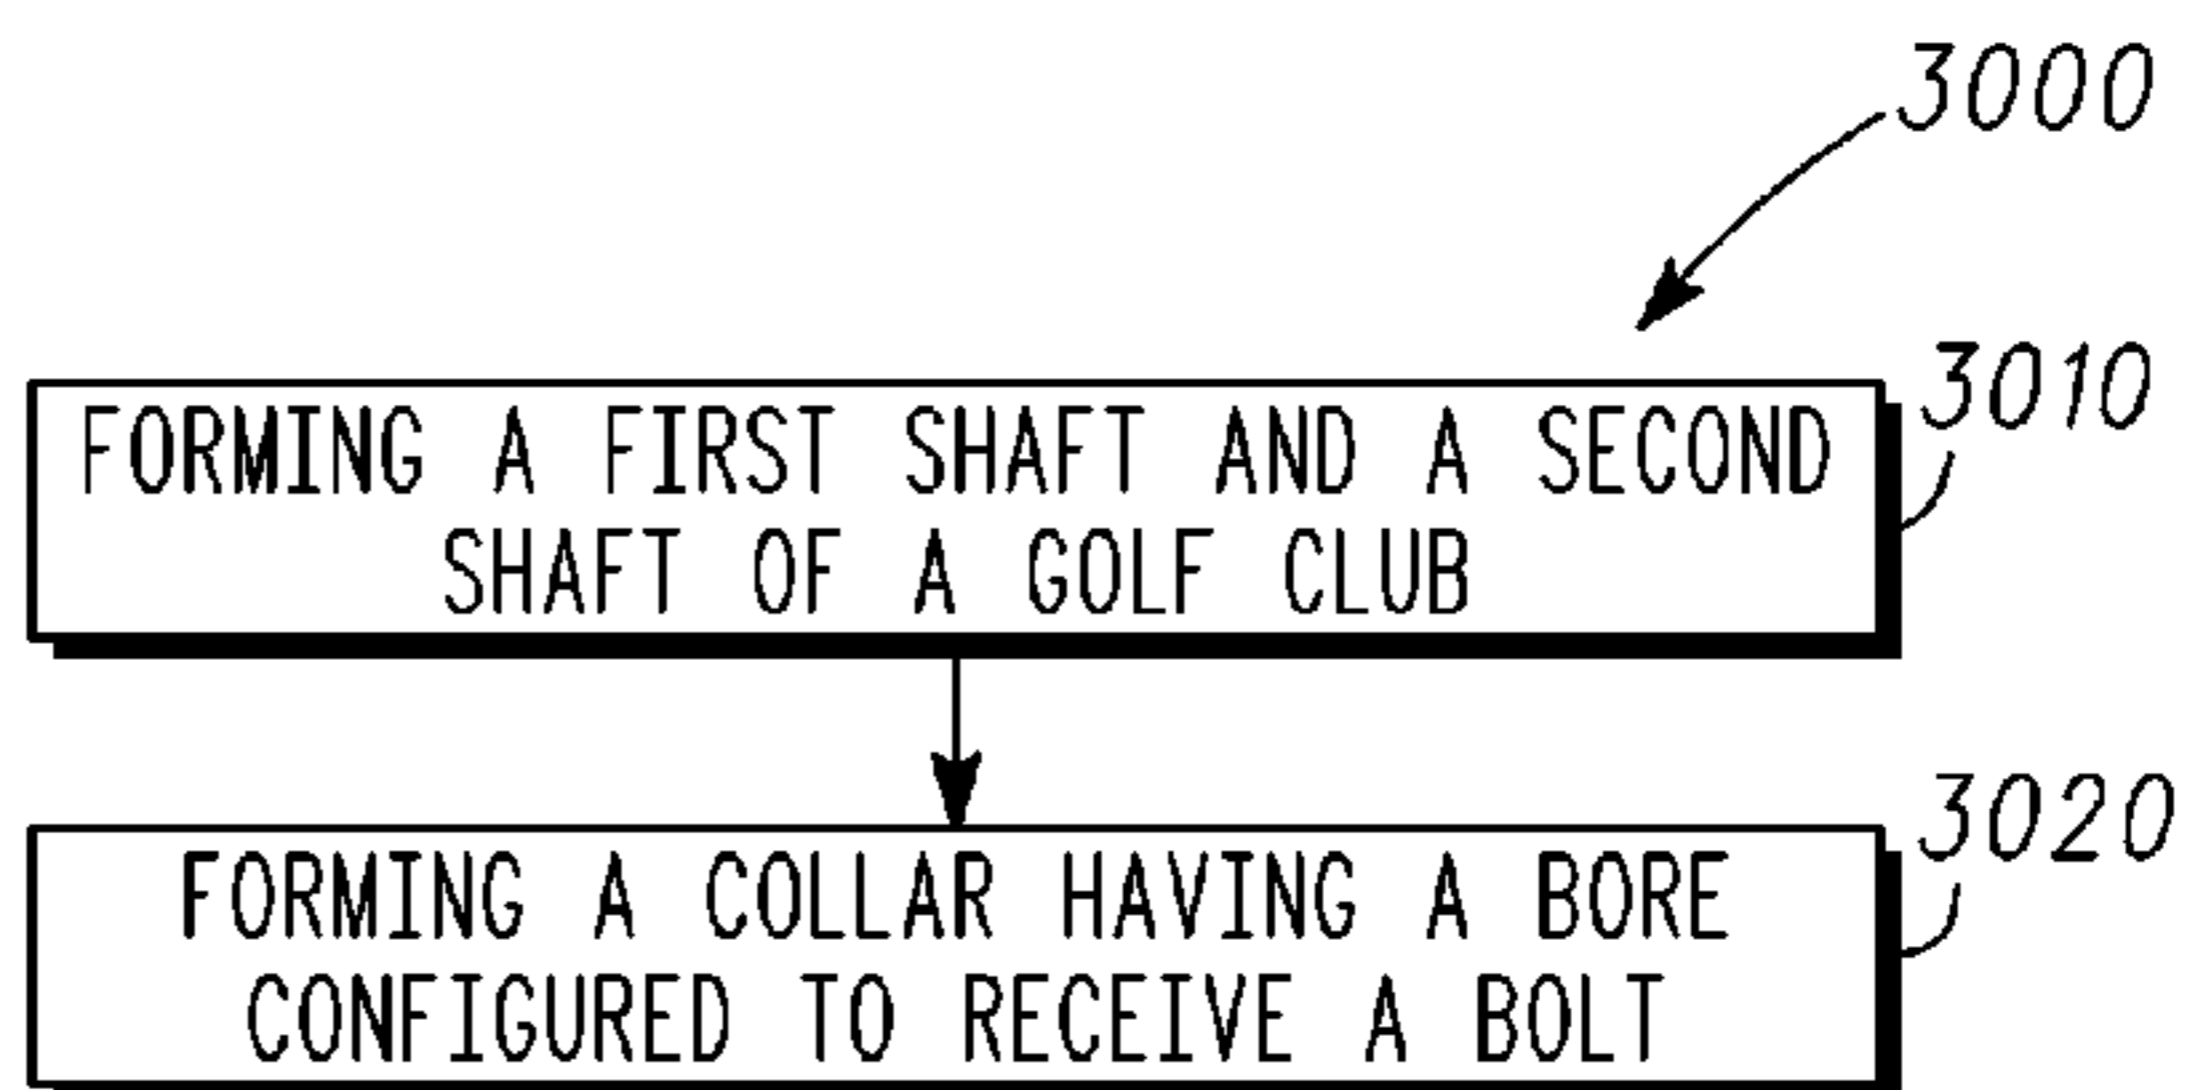 3000
3010
FORMING A FIRST SHAFT AND A SECOND
SHAFT OF A GOLF CLUB
3020
FORMING A COLLAR HAVING A BORE
CONFIGURED TO RECEIVE A BOLT